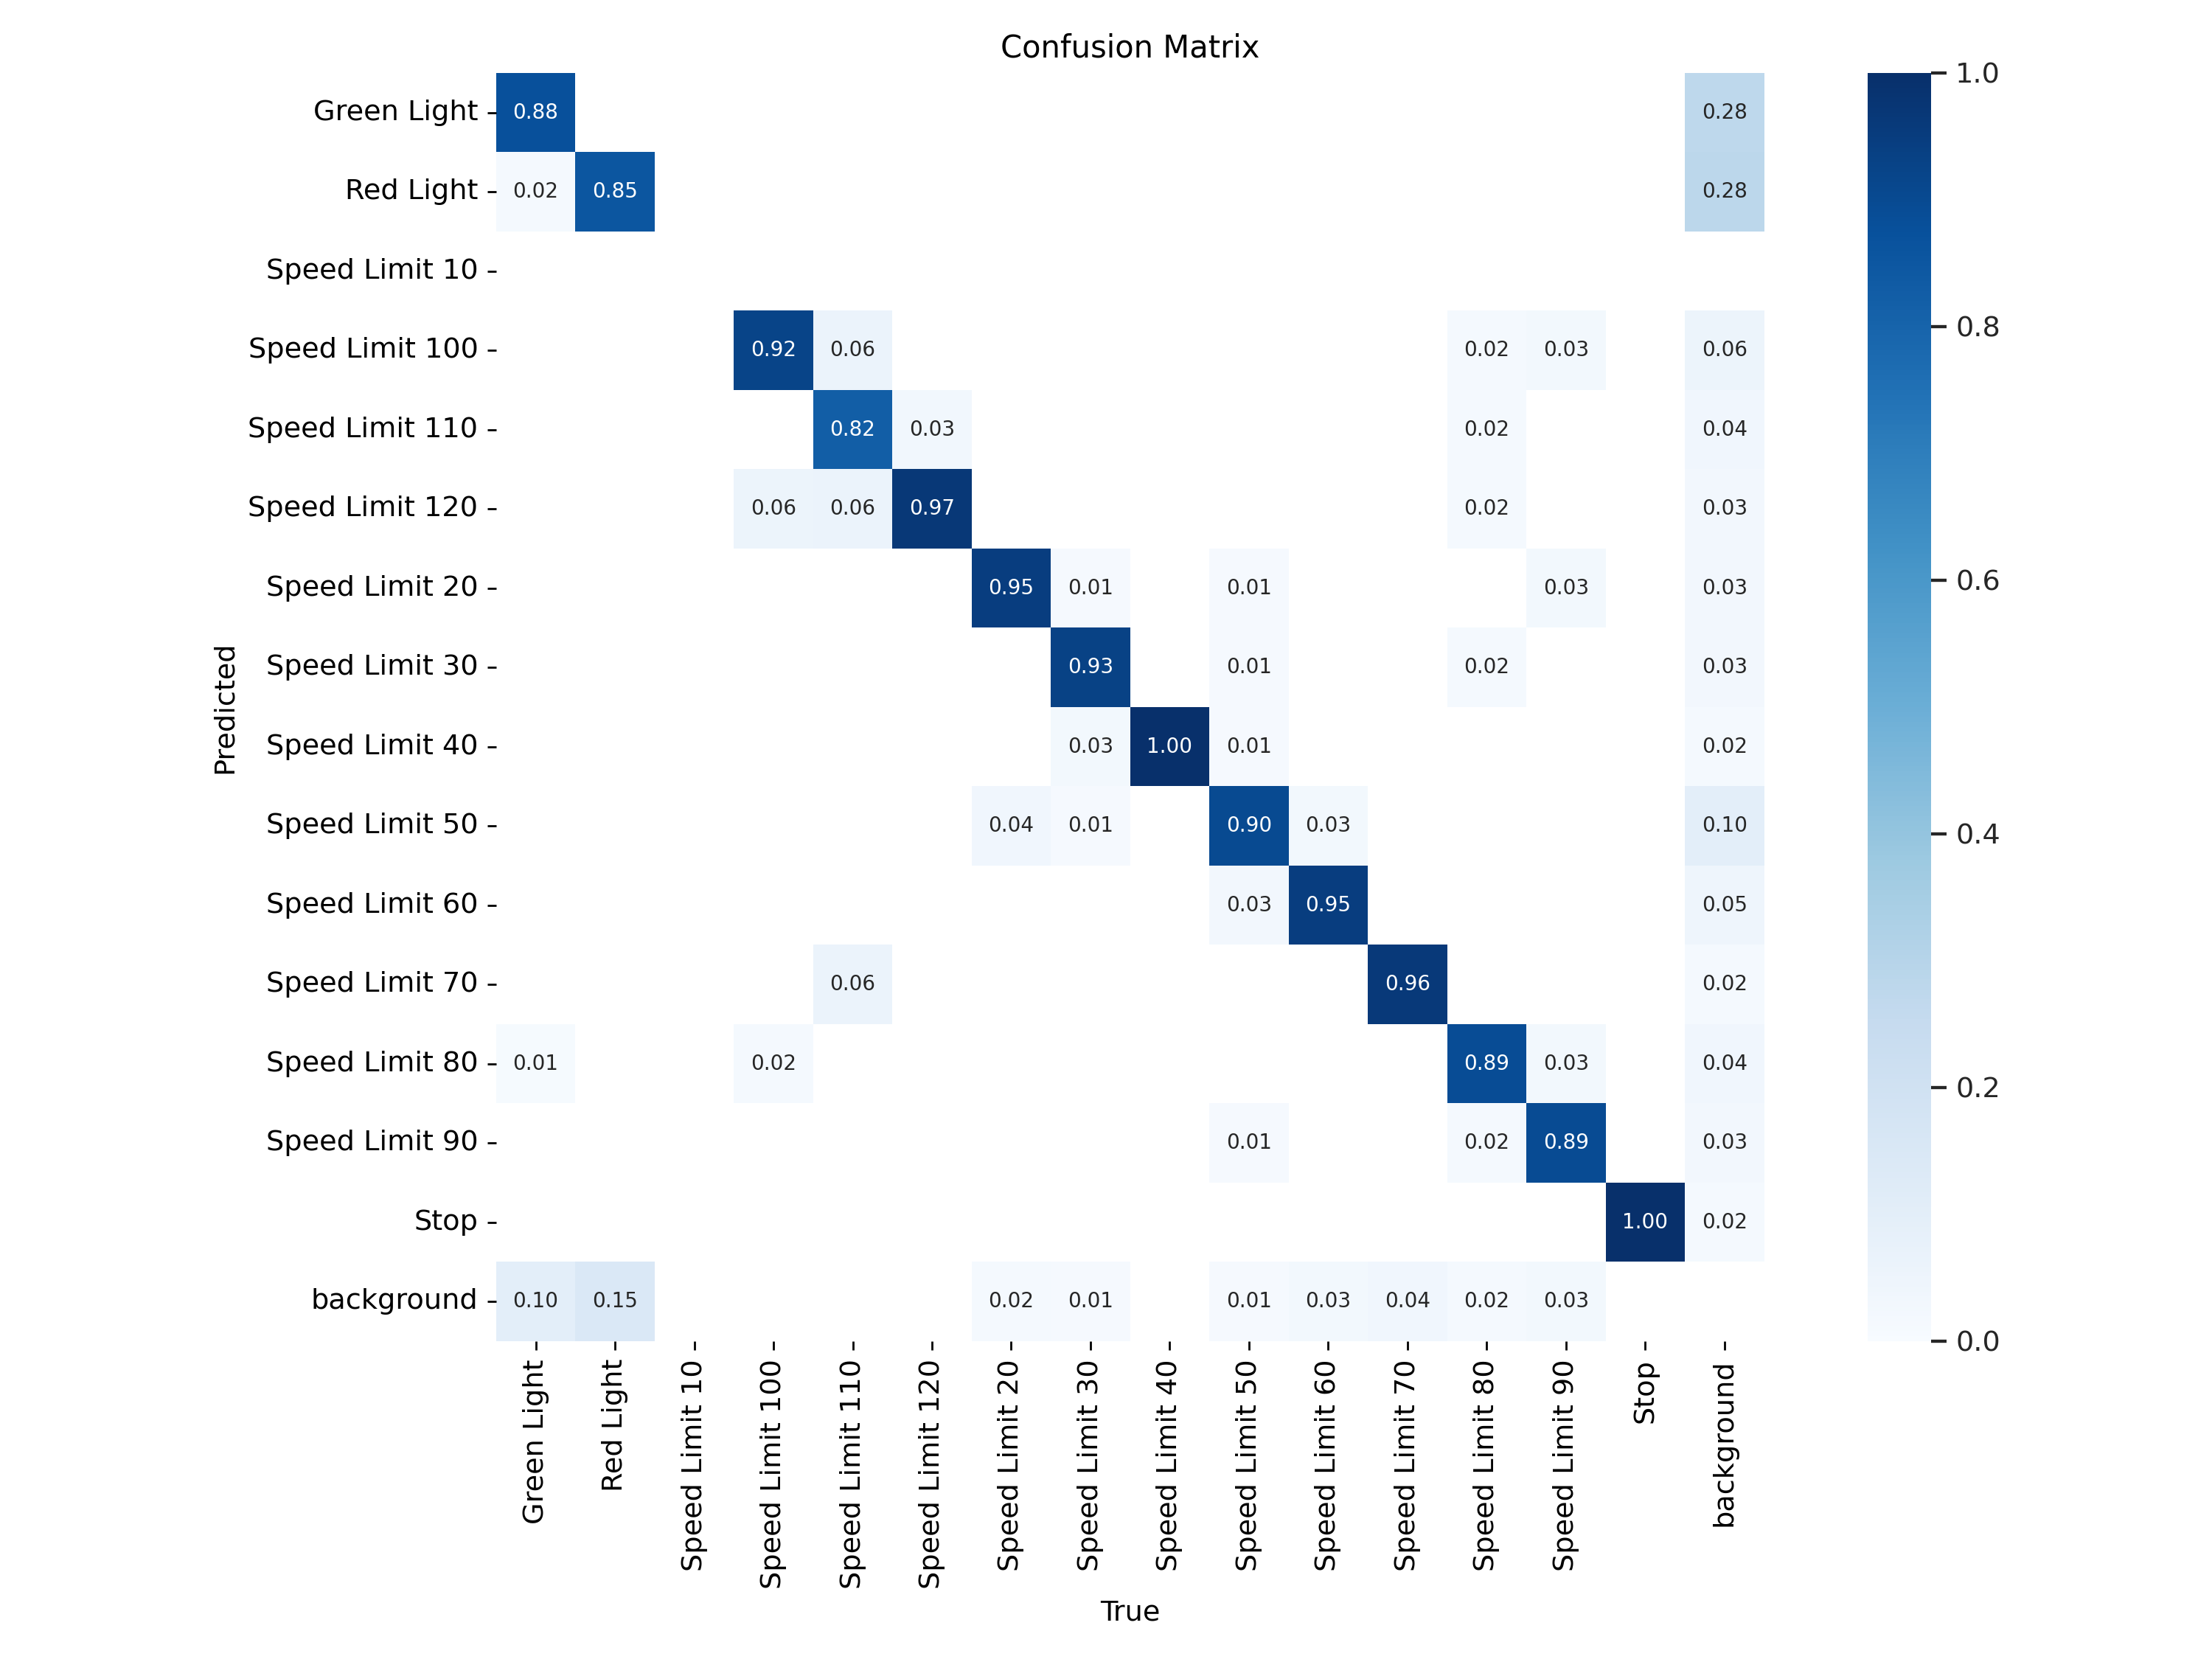 Confusion Matrix
Green Light 0.88 0.28 1.0
Red Light 0.02 0.85 0.28
Speed Limit 10
Speed Limit 100 0.92 0.06 0.02 0.03 0.06 0.8
Speed Limit 110 0.82 0.03 0.02 0.04
Speed Limit 120 0.06 0.06 0.97 0.02 0.03
Speed Limit 20 0.95 0.01 0.01 0.03 0.03 0.6
Speed Limit 30 0.93 0.01 0.02 0.03
Predicted
Speed Limit 40 0.03 1.00 0.01 0.02
Speed Limit 50 0.04 0.01 0.90 0.03 0.10 0.4
Speed Limit 60 0.03 0.95 0.05
Speed Limit 70 0.06 0.96 0.02
Speed Limit 80 0.01 0.02 0.89 0.03 0.04 0.2
Speed Limit 90 0.01 0.02 0.89 0.03
Stop 1.00 0.02
background 0.10 0.15 0.02 0.01 0.01 0.03 0.04 0.02 0.03 0.0
Green Light
Red Light
Speed Limit 10
Speed Limit 100
Speed Limit 110
Speed Limit 120
Speed Limit 20
Speed Limit 30
Speed Limit 40
Speed Limit 50
Speed Limit 60
Speed Limit 70
Speed Limit 80
Speed Limit 90
Stop
background
True